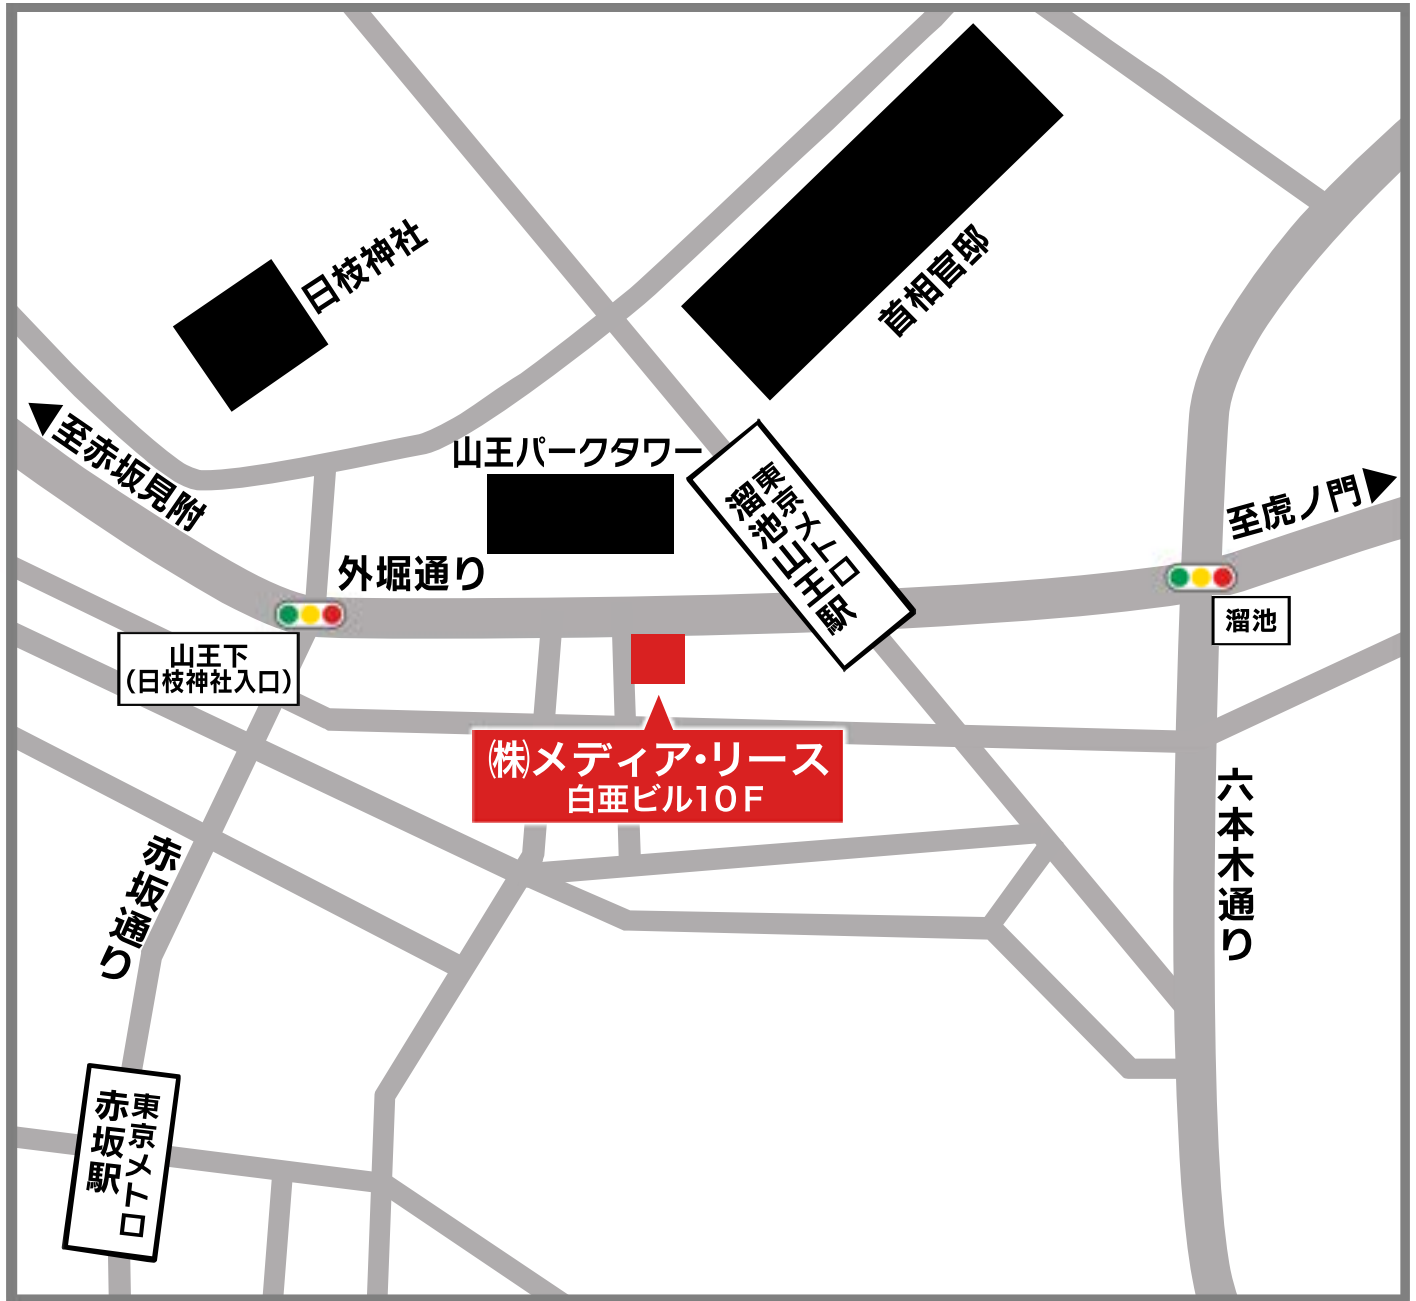 日枝神社
首相官邸
至赤坂見附
山王パークタワー
東京メトロ
溜池山王駅
至虎ノ門
外堀通り
溜池
山王下
(日枝神社入口)
㈱メディア・リース
白亜ビル10F
六本木通り
赤坂通り
東京メトロ
赤坂駅